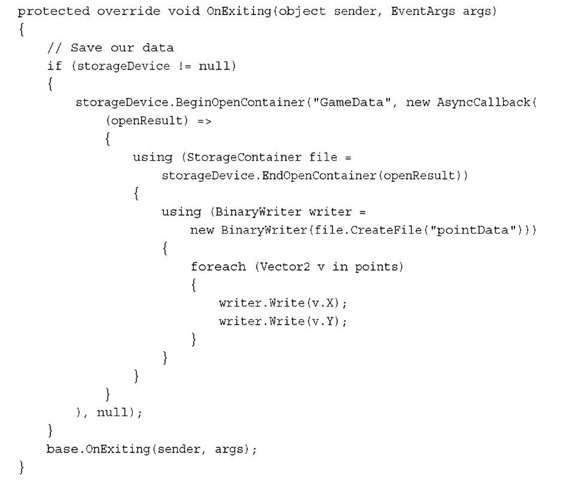 protected override void OnExiting(object sender, EventArgs args)
{
    // Save our data
    if (storageDevice != null)
    {
        storageDevice.BeginOpenContainer("GameData", new AsyncCallback(
            (openResult) =>
            {
                using (StorageContainer file =
                    storageDevice.EndOpenContainer(openResult))
                {
                    using (BinaryWriter writer =
                        new BinaryWriter(file.CreateFile("pointData")))
                    {
                        foreach (Vector2 v in points)
                        {
                            writer.Write(v.X);
                            writer.Write(v.Y);
                        }
                    }
                }
            }
        ), null);
    }
    base.OnExiting(sender, args);
}